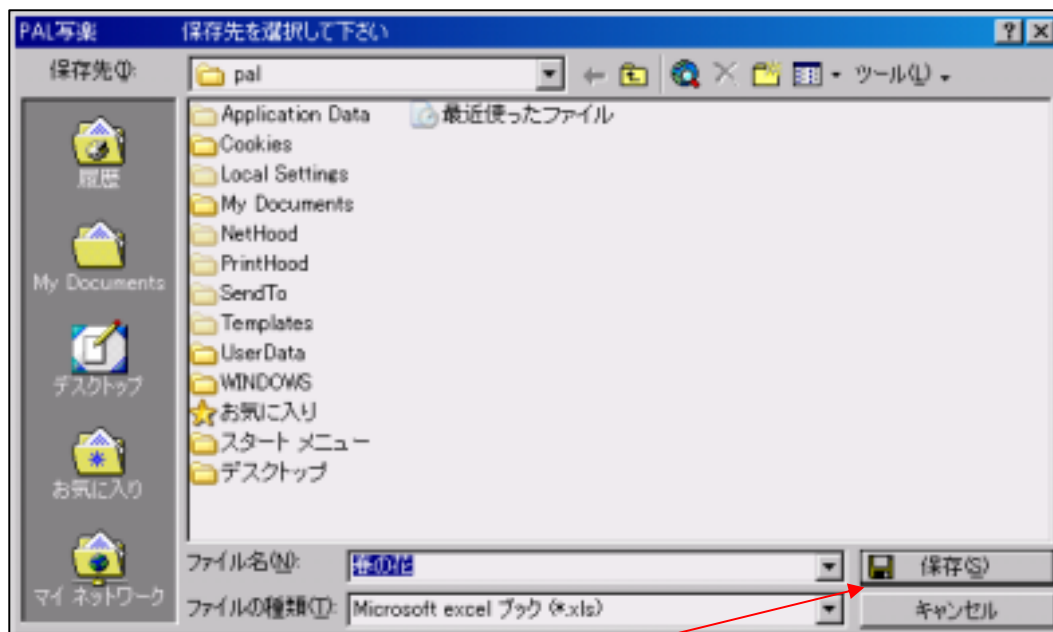 PAL写楽 保存先を選択して下さい
保存先(I): pal ツール(L)
履歴
My Documents
デスクトップ
お気に入り
マイ ネットワーク
Application Data 最近使ったファイル
Cookies
Local Settings
My Documents
NetHood
PrintHood
SendTo
Templates
UserData
WINDOWS
お気に入り
スタート メニュー
デスクトップ
ファイル名(N): 春の花 保存(S)
ファイルの種類(T): Microsoft excel ブック (*.xls) キャンセル